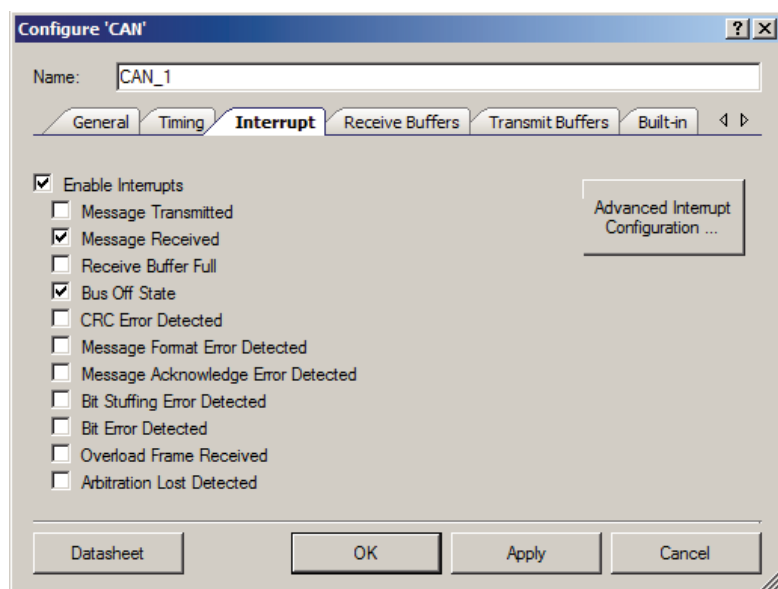 Configure 'CAN'
Name: CAN_1
General Timing Interrupt Receive Buffers Transmit Buffers Built-in
Enable Interrupts
Message Transmitted
Message Received
Receive Buffer Full
Bus Off State
CRC Error Detected
Message Format Error Detected
Message Acknowledge Error Detected
Bit Stuffing Error Detected
Bit Error Detected
Overload Frame Received
Arbitration Lost Detected
Advanced Interrupt
Configuration ...
Datasheet OK Apply Cancel